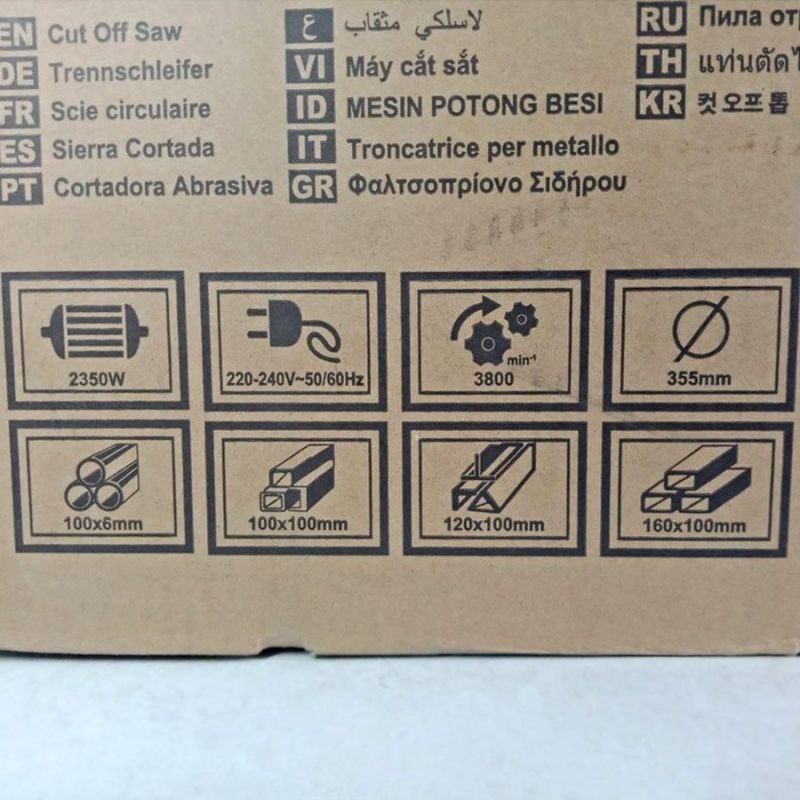 EN Cut Off Saw
DE Trennschleifer
FR Scie circulaire
ES Sierra Cortada
PT Cortadora Abrasiva
ع لاسلكي مثقاب
VI Máy cắt sắt
ID MESIN POTONG BESI
IT Troncatrice per metallo
GR Φαλτσοπρίονο Σιδήρου
RU Пила
TH แท่นตัด
KR 컷오프톱
2350W
220-240V~50/60Hz
min⁻¹
3800
355mm
100x6mm
100x100mm
120x100mm
160x100mm